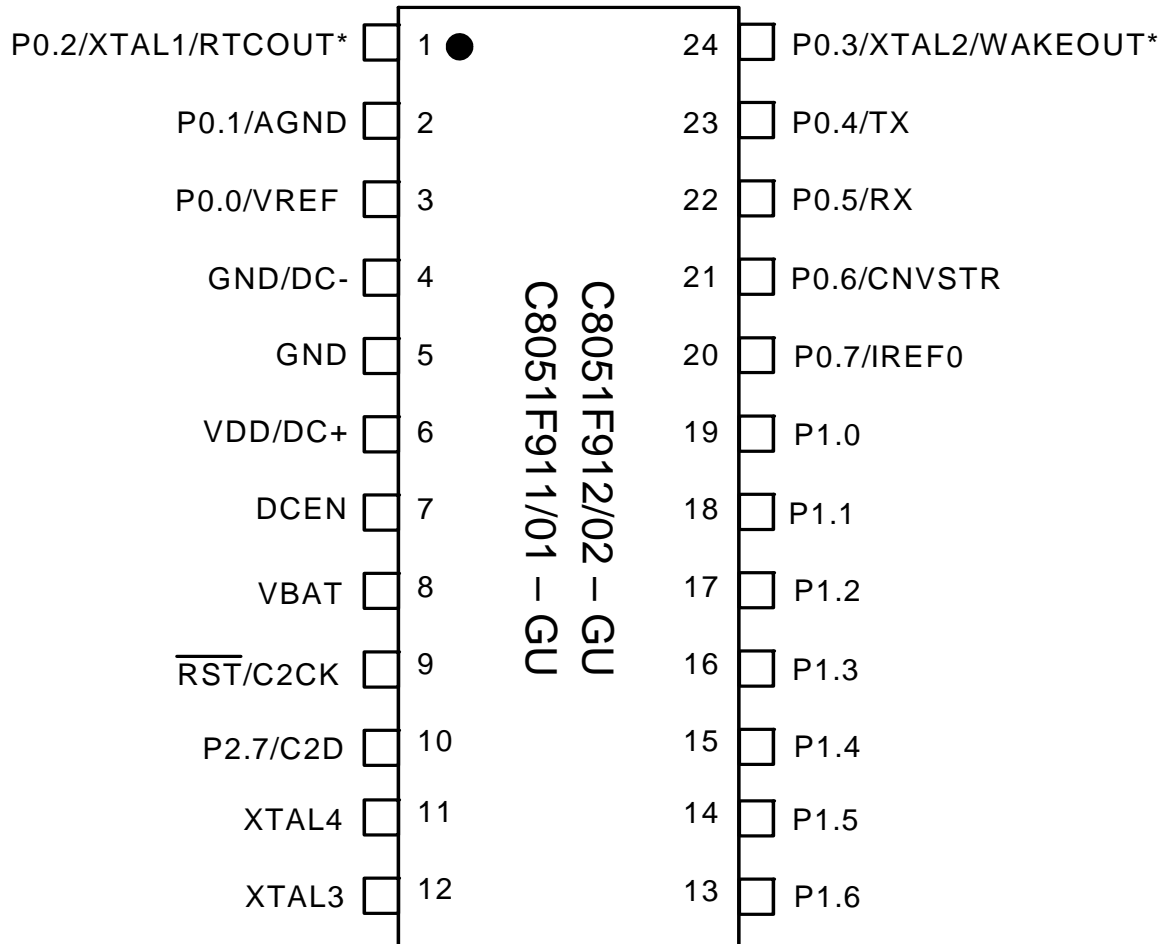 P0.2/XTAL1/RTCOUT* 1 24 P0.3/XTAL2/WAKEOUT*
P0.1/AGND 2 23 P0.4/TX
P0.0/VREF 3 22 P0.5/RX
GND/DC- 4 21 P0.6/CNVSTR
GND 5 20 P0.7/IREF0
VDD/DC+ 6 19 P1.0
DCEN 7 18 P1.1
VBAT 8 17 P1.2
RST/C2CK 9 16 P1.3
P2.7/C2D 10 15 P1.4
XTAL4 11 14 P1.5
XTAL3 12 13 P1.6
C8051F912/02 – GU
C8051F911/01 – GU